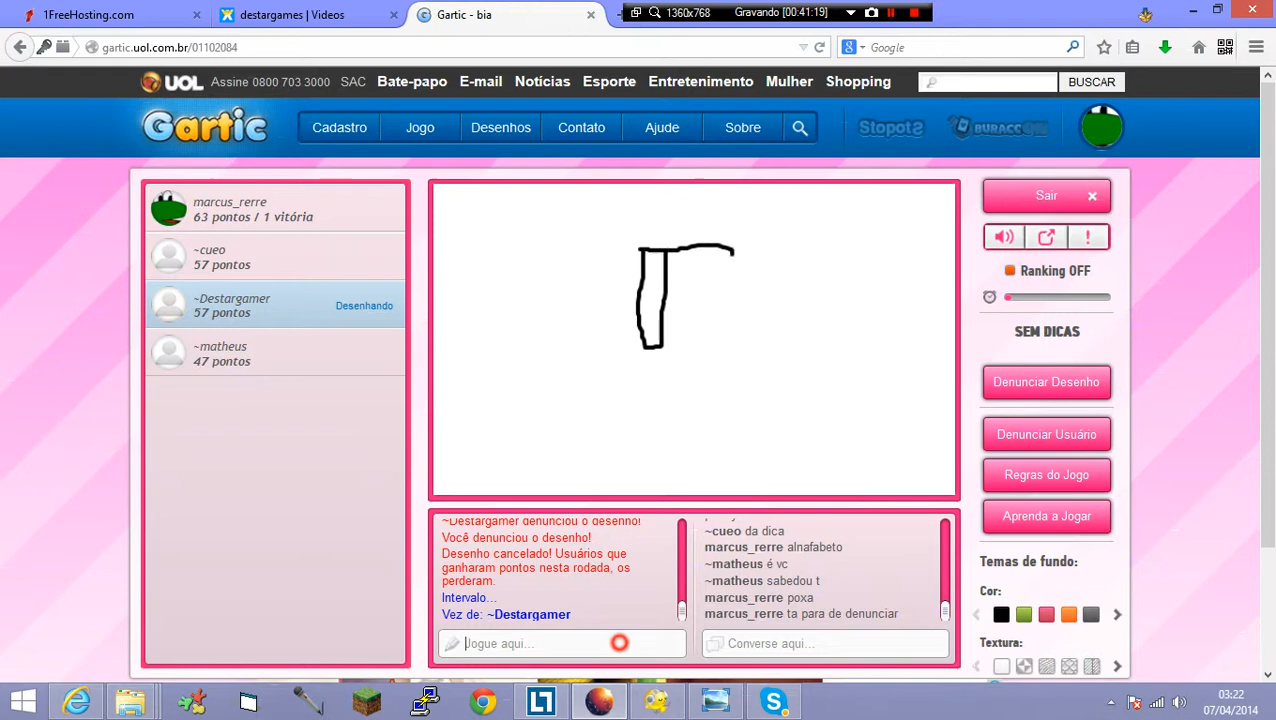 1FreeHosting.com
destargames | Videos
Gartic - bia
1360x768
Gravando [00:41:19]
gartic.uol.com.br/01102084
Google
UOL Assine 0800 703 3000 SAC Bate-papo E-mail Notícias Esporte Entretenimento Mulher Shopping BUSCAR
Gartic
Cadastro Jogo Desenhos Contato Ajude Sobre
StopotS BURACO ON
marcus_rerre
63 pontos / 1 vitória
~cueo
57 pontos
~Destargamer
57 pontos
Desenhando
~matheus
47 pontos
Sair
Ranking OFF
SEM DICAS
Denunciar Desenho
Denunciar Usuário
Regras do Jogo
Aprenda a Jogar
Temas de fundo:
Cor:
Textura:
~Destargamer denunciou o desenho!
Você denunciou o desenho!
Desenho cancelado! Usuários que
ganharam pontos nesta rodada, os
perderam.
Intervalo...
Vez de: ~Destargamer
Jogue aqui...
~cueo da dica
marcus_rerre alnafabeto
~matheus é vc
~matheus sabedou t
marcus_rerre poxa
marcus_rerre ta para de denunciar
Converse aqui...
03:22
07/04/2014